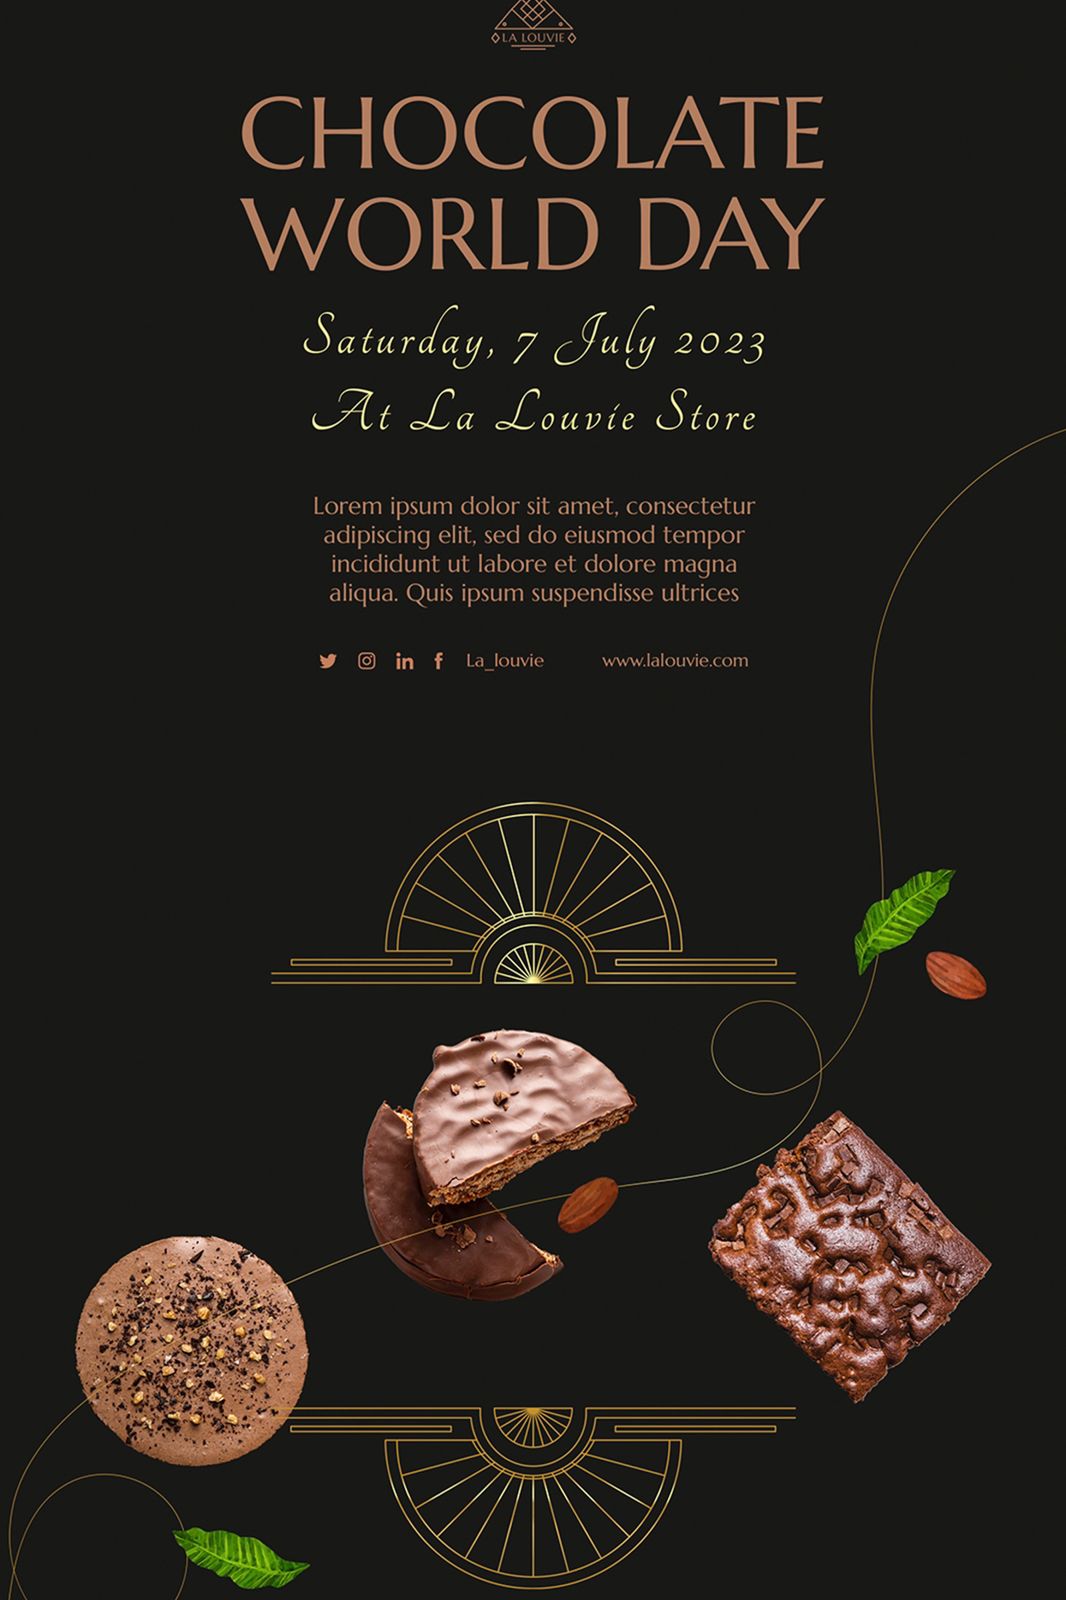 LA LOUVIE
CHOCOLATE
WORLD DAY
Saturday, 7 July 2023
At La Louvie Store
Lorem ipsum dolor sit amet, consectetur
adipiscing elit, sed do eiusmod tempor
incididunt ut labore et dolore magna
aliqua. Quis ipsum suspendisse ultrices
La_louvie www.lalouvie.com